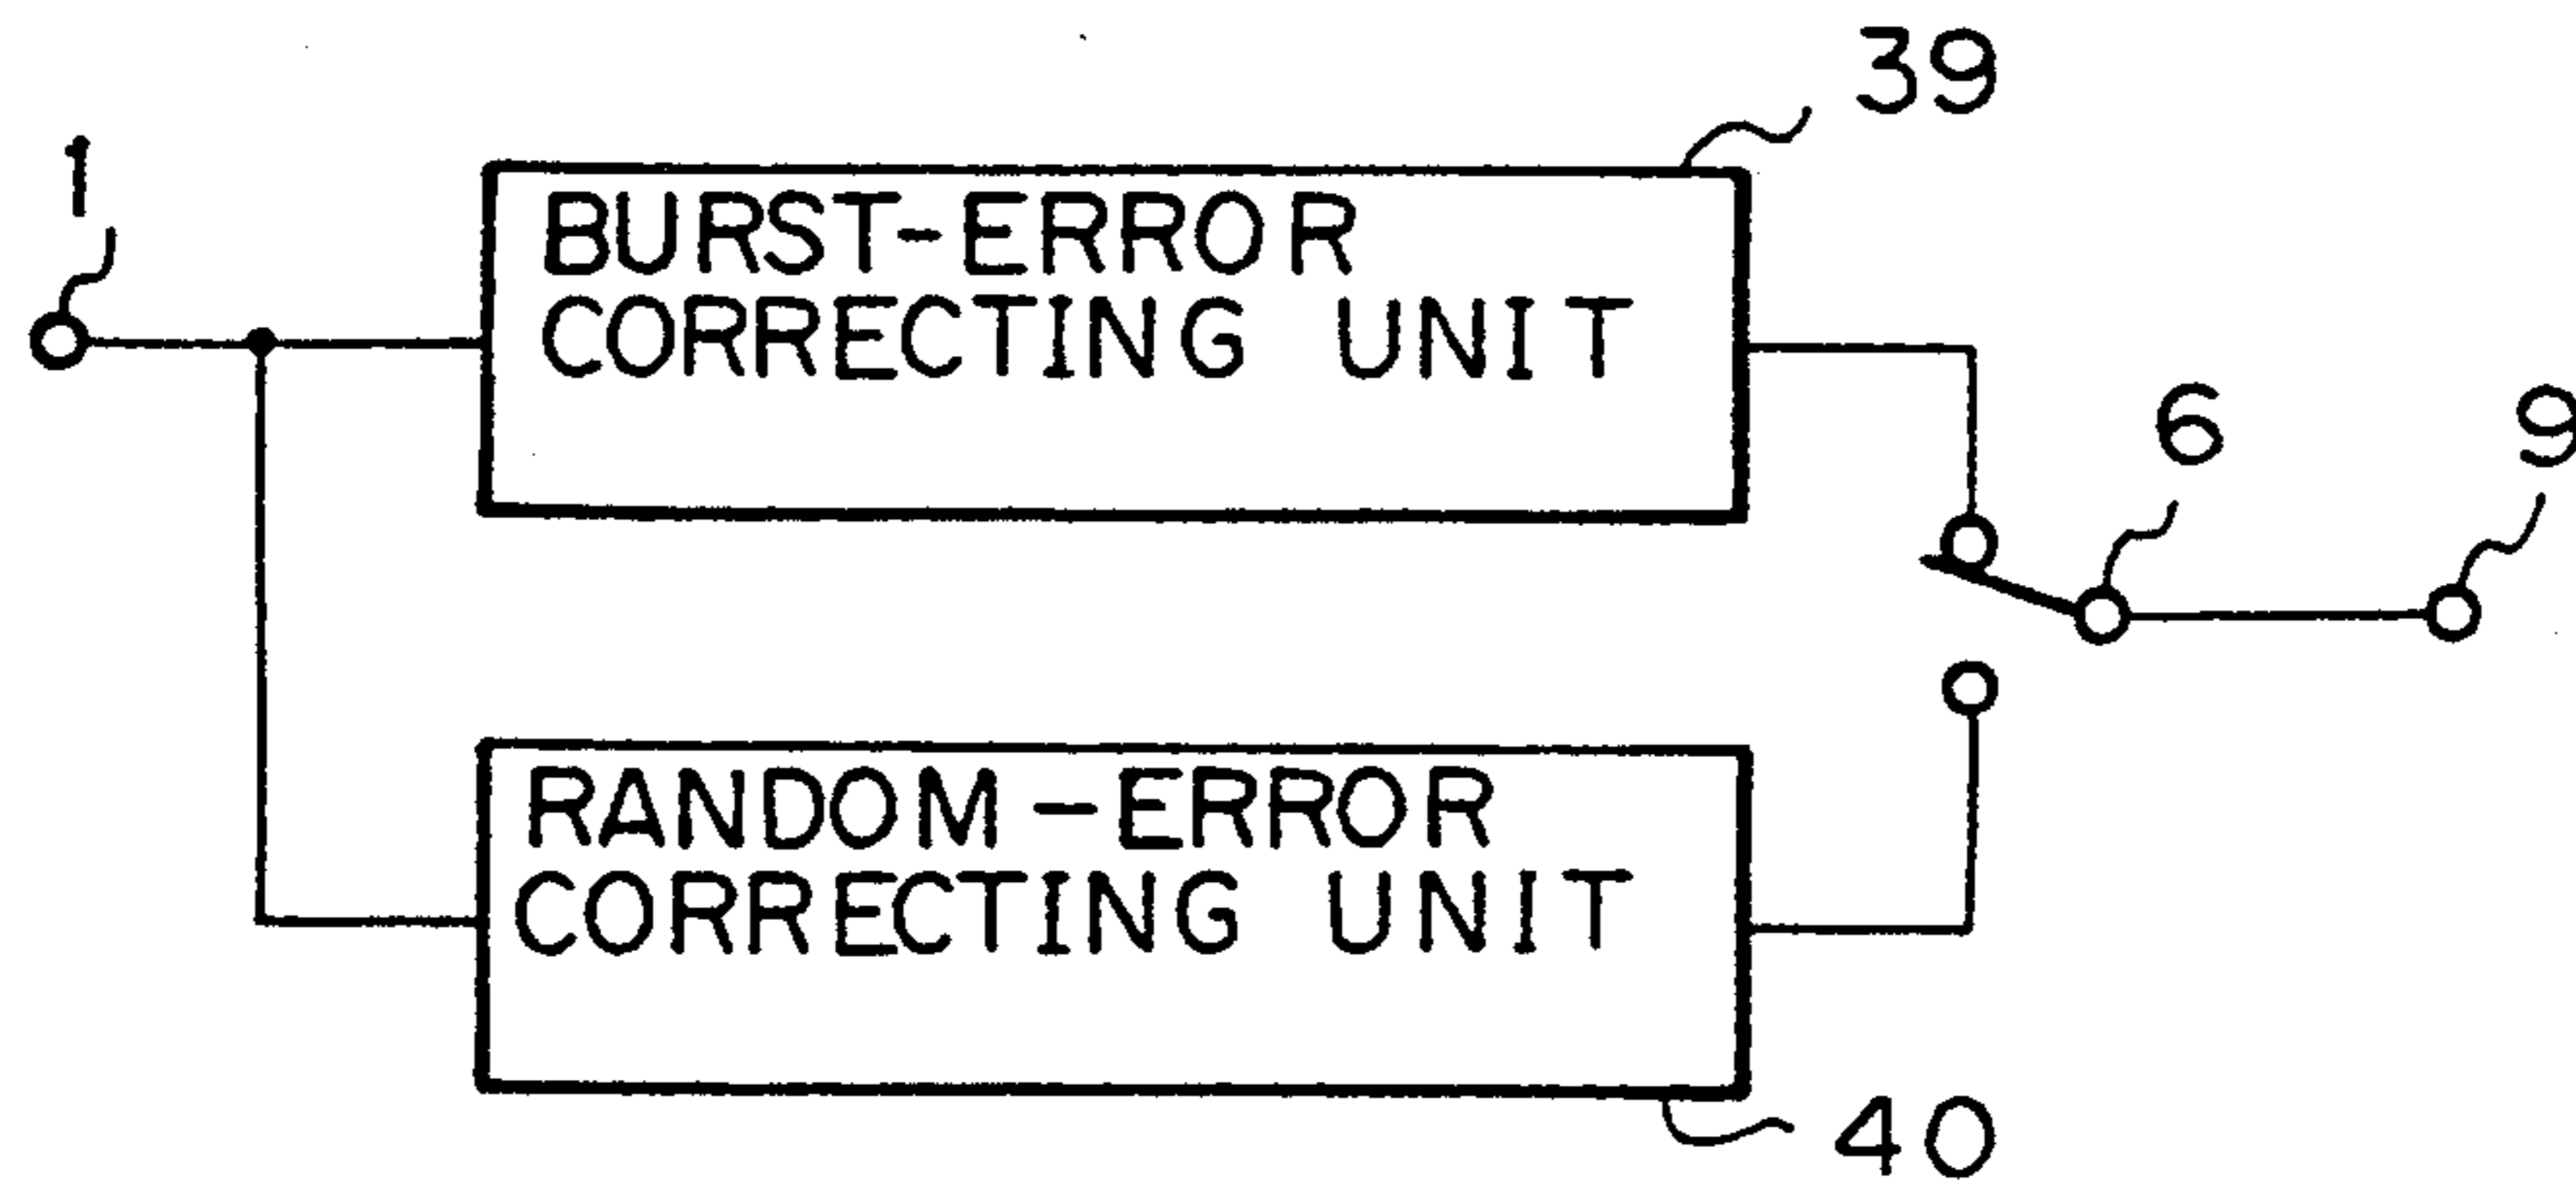 39
1
BURST-ERROR
CORRECTING UNIT
6
9
RANDOM-ERROR
CORRECTING UNIT
40